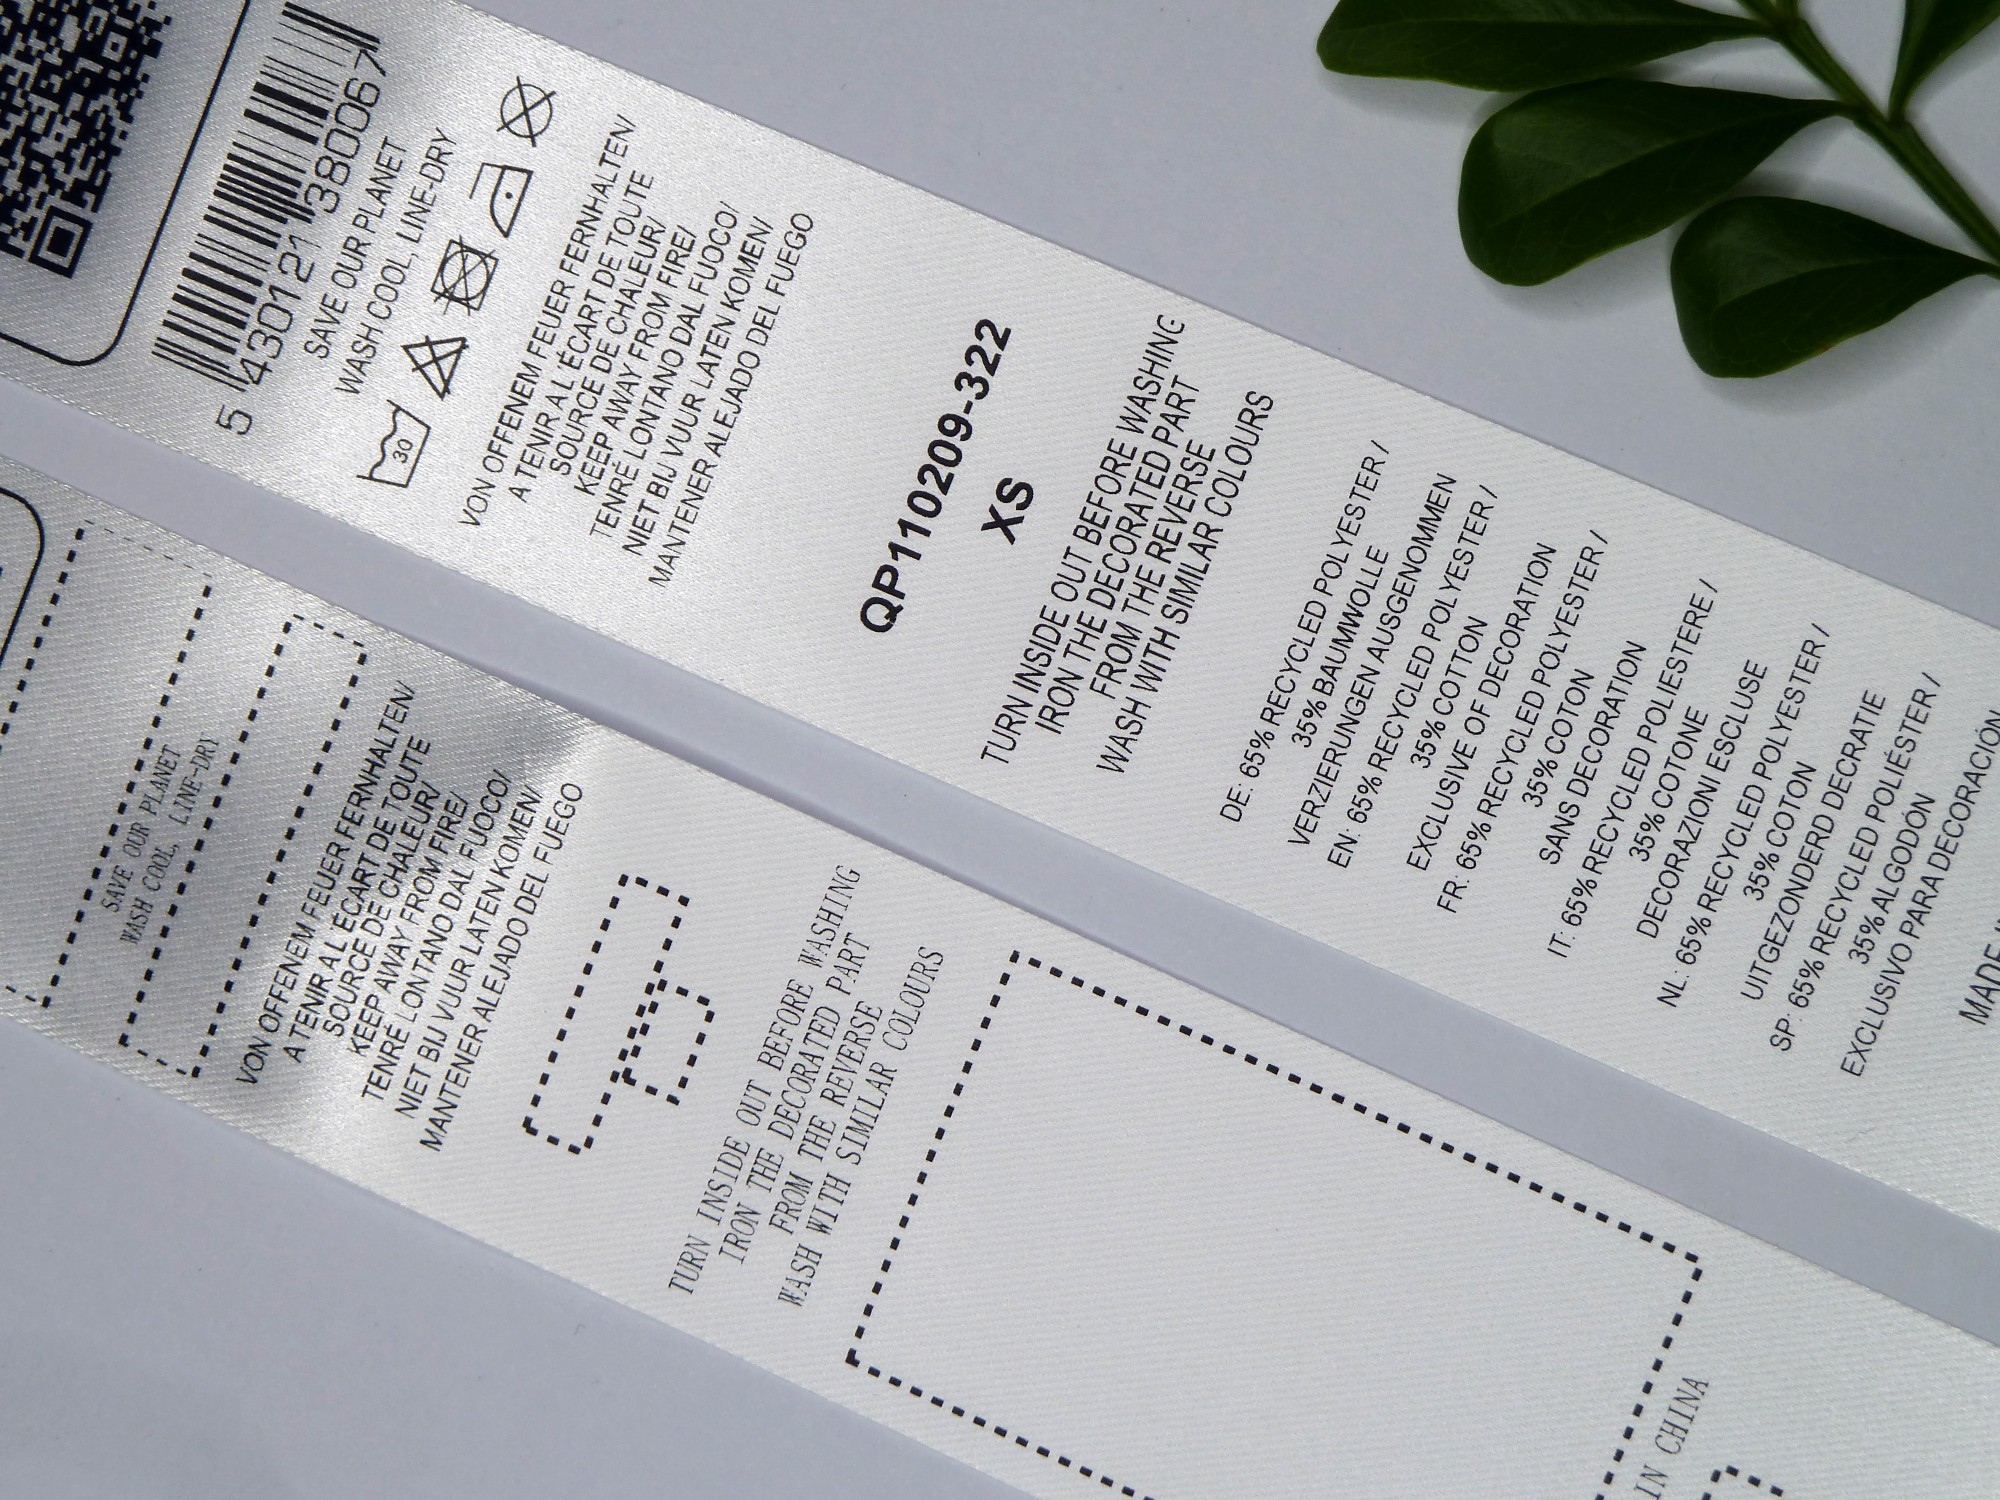 5 430121 380067
SAVE OUR PLANET
WASH COOL, LINE-DRY
30
VON OFFENEM FEUER FERNHALTEN/
A TENIR A L'ÉCART DE TOUTE
SOURCE DE CHALEUR/
KEEP AWAY FROM FIRE/
TENRÉ LONTANO DAL FUOCO/
NIET BIJ VUUR LATEN KOMEN/
MANTENER ALEJADO DEL FUEGO
QP110209-322
XS
TURN INSIDE OUT BEFORE WASHING
IRON THE DECORATED PART
FROM THE REVERSE
WASH WITH SIMILAR COLOURS
DE: 65% RECYCLED POLYESTER /
35% BAUMWOLLE
VERZIERUNGEN AUSGENOMMEN
EN: 65% RECYCLED POLYESTER /
35% COTTON
EXCLUSIVE OF DECORATION
FR: 65% RECYCLED POLYESTER /
35% COTON
SANS DECORATION
IT: 65% RECYCLED POLIESTERE /
35% COTONE
DECORAZIONI ESCLUSE
NL: 65% RECYCLED POLYESTER /
35% COTON
UITGEZONDERD DECRATIE
SP: 65% RECYCLED POLIÉSTER /
35% ALGODÓN
EXCLUSIVO PARA DECORACIÓN
MADE
SAVE OUR PLANET
WASH COOL, LINE-DRY
VON OFFENEM FEUER FERNHALTEN/
A TENIR A L'ÉCART DE TOUTE
SOURCE DE CHALEUR/
KEEP AWAY FROM FIRE/
TENRÉ LONTANO DAL FUOCO/
NIET BIJ VUUR LATEN KOMEN/
MANTENER ALEJADO DEL FUEGO
TURN INSIDE OUT BEFORE WASHING
IRON THE DECORATED PART
FROM THE REVERSE
WASH WITH SIMILAR COLOURS
IN CHINA